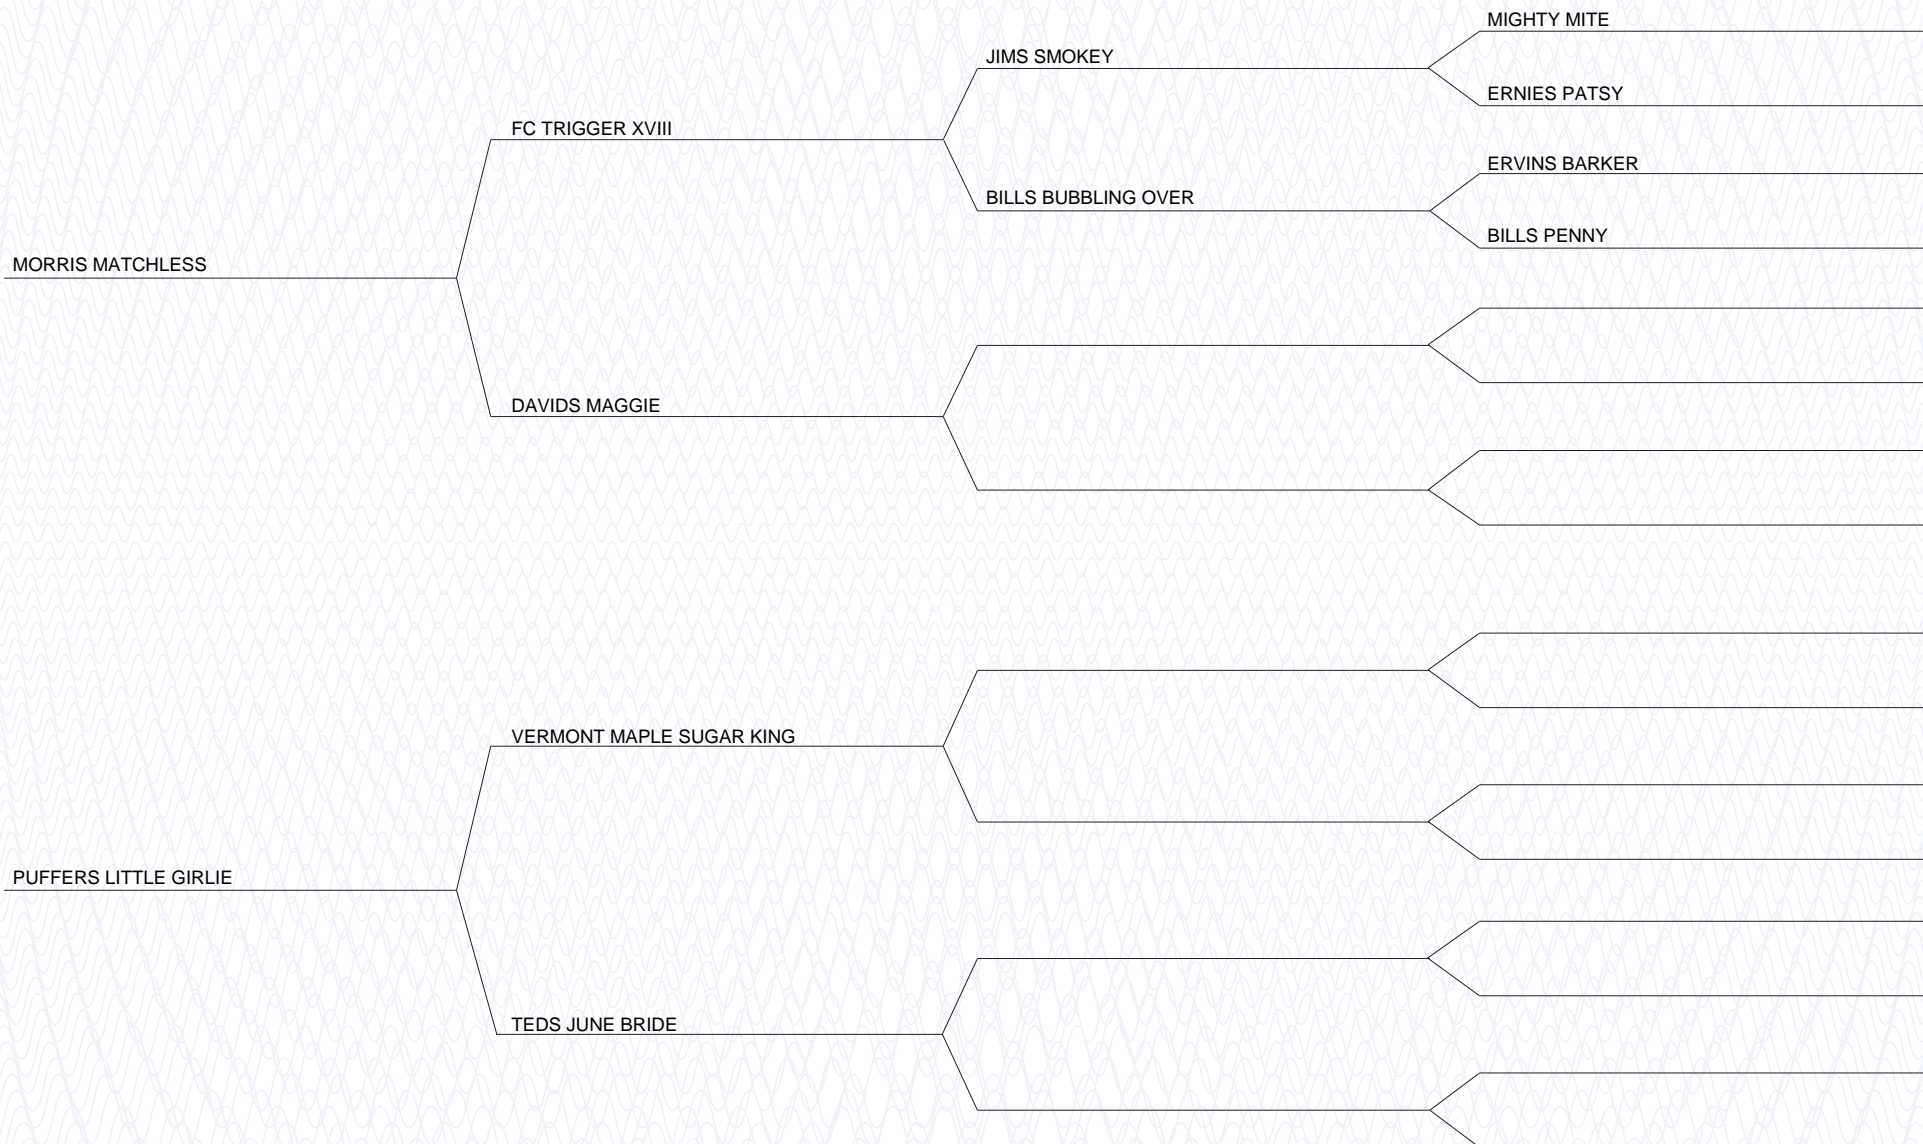 MIGHTY MITE
JIMS SMOKEY
ERNIES PATSY
FC TRIGGER XVIII
ERVINS BARKER
BILLS BUBBLING OVER
BILLS PENNY
MORRIS MATCHLESS
DAVIDS MAGGIE
VERMONT MAPLE SUGAR KING
PUFFERS LITTLE GIRLIE
TEDS JUNE BRIDE